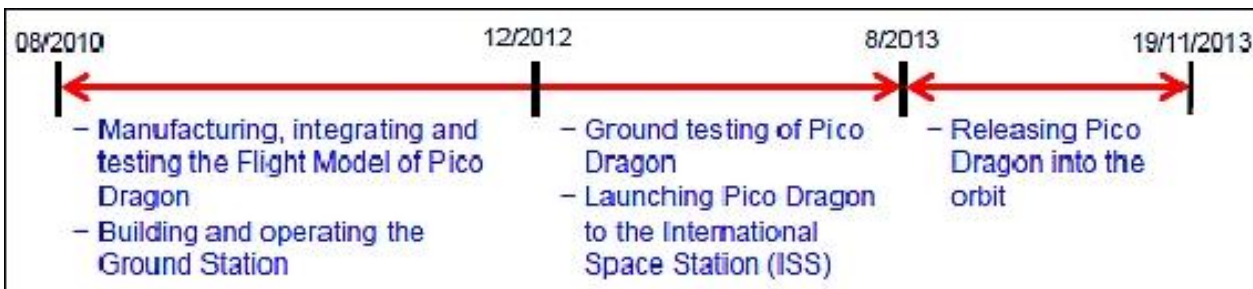 08/2010
12/2012
8/2013
19/11/2013
– Manufacturing, integrating and
testing the Flight Model of Pico
Dragon
– Building and operating the
Ground Station
– Ground testing of Pico
Dragon
– Launching Pico Dragon
to the International
Space Station (ISS)
– Releasing Pico
Dragon into the
orbit